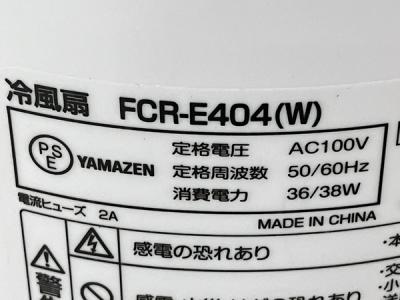 冷風扇 FCR-E404(W)
PSE YAMAZEN
定格電圧 AC100V
定格周波数 50/60Hz
消費電力 36/38W
電流ヒューズ 2A
MADE IN CHINA
感電の恐れあり